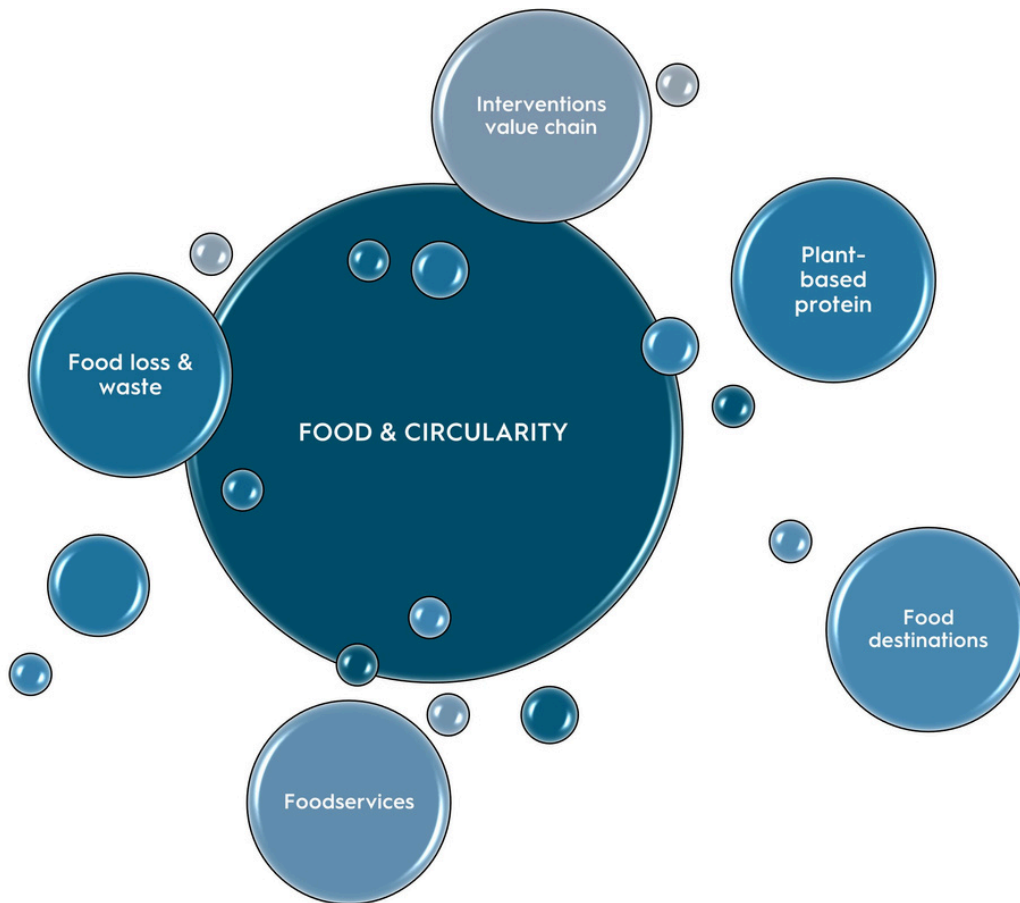 Interventions
value chain
Plant-
based
protein
Food loss &
waste
FOOD & CIRCULARITY
Food
destinations
Foodservices